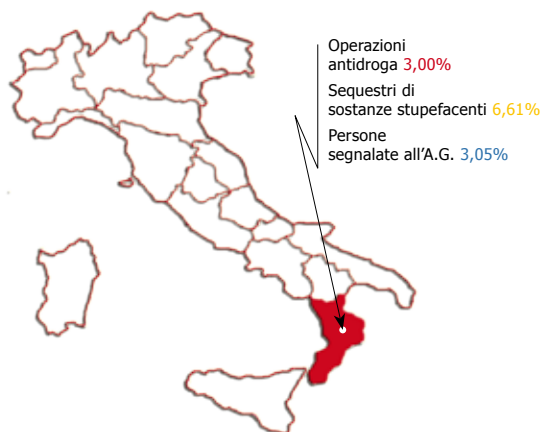 Operazioni
antidroga 3,00%
Sequestri di
sostanze stupefacenti 6,61%
Persone
segnalate all'A.G. 3,05%